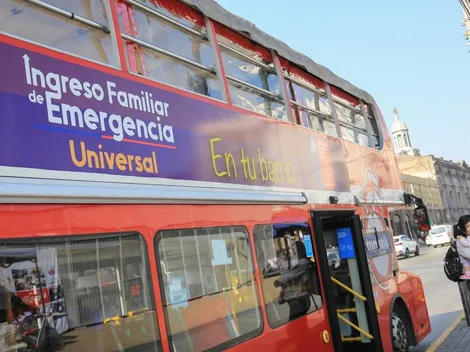 Ingreso Familiar
de Emergencia
Universal
En tu barrio